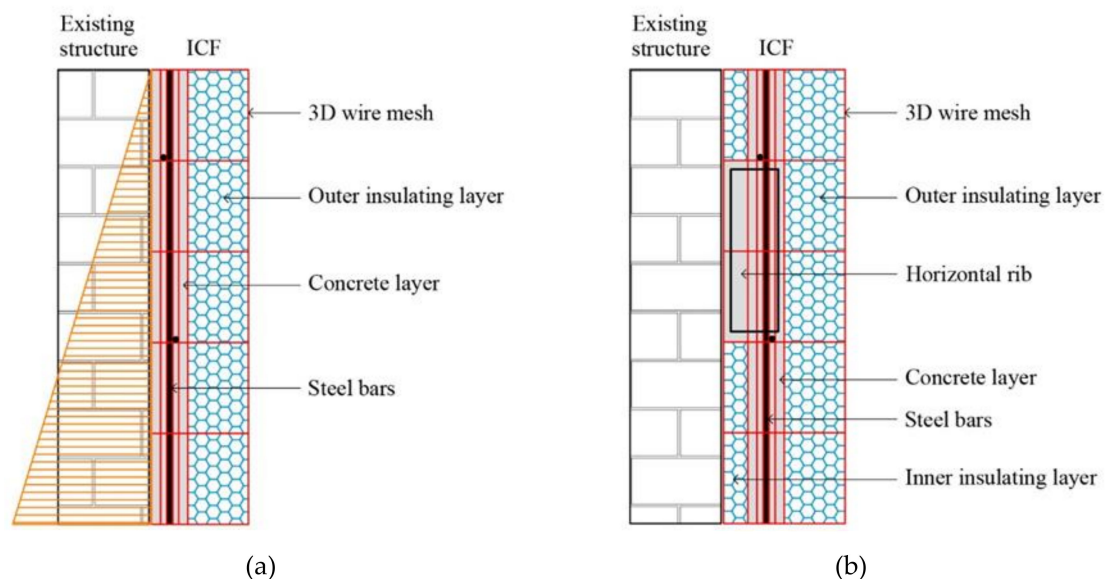 Existing
structure
ICF
3D wire mesh
Outer insulating layer
Concrete layer
Steel bars
(a)
Existing
structure
ICF
3D wire mesh
Outer insulating layer
Horizontal rib
Concrete layer
Steel bars
Inner insulating layer
(b)